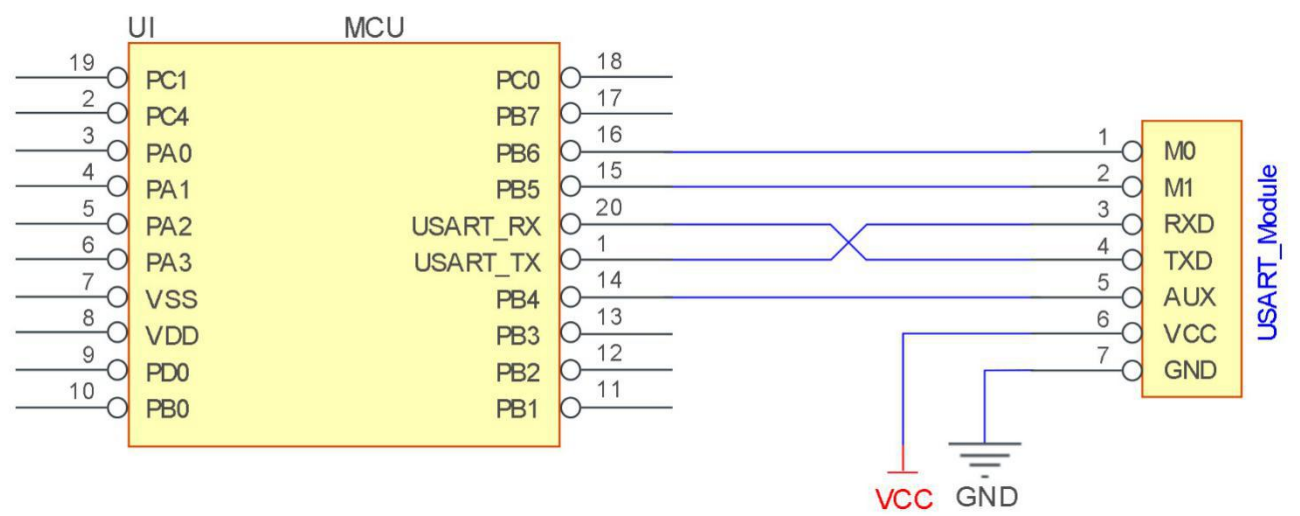 UI MCU
19 PC1 PC0 18
2 PC4 PB7 17
3 PA0 PB6 16 1 M0
4 PA1 PB5 15 2 M1
5 PA2 USART_RX 20 3 RXD
6 PA3 USART_TX 1 4 TXD
7 VSS PB4 14 5 AUX
8 VDD PB3 13 6 VCC
9 PD0 PB2 12 7 GND
10 PB0 PB1 11
USART_Module
VCC GND